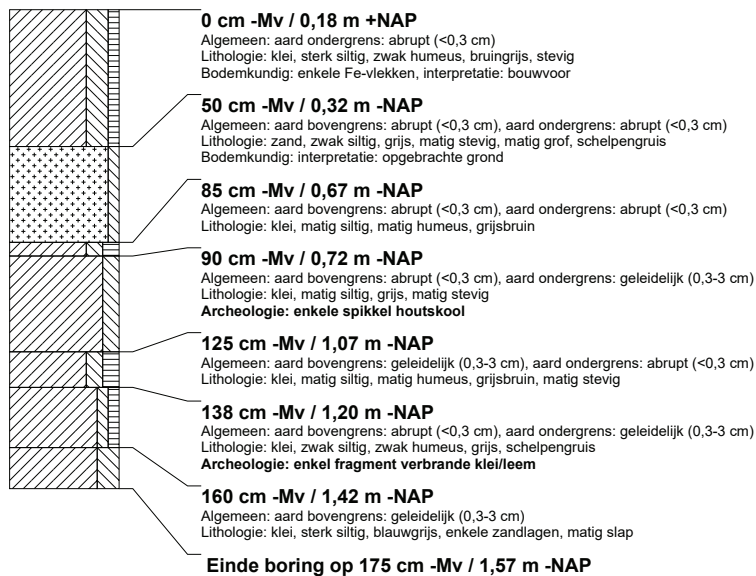 0 cm -Mv / 0,18 m +NAP
Algemeen: aard ondergrens: abrupt (<0,3 cm)
Lithologie: klei, sterk siltig, zwak humeus, bruingrijs, stevig
Bodemkundig: enkele Fe-vlekken, interpretatie: bouwvoor
50 cm -Mv / 0,32 m -NAP
Algemeen: aard bovengrens: abrupt (<0,3 cm), aard ondergrens: abrupt (<0,3 cm)
Lithologie: zand, zwak siltig, grijs, matig stevig, matig grof, schelpengruis
Bodemkundig: interpretatie: opgebrachte grond
85 cm -Mv / 0,67 m -NAP
Algemeen: aard bovengrens: abrupt (<0,3 cm), aard ondergrens: abrupt (<0,3 cm)
Lithologie: klei, matig siltig, matig humeus, grijsbruin
90 cm -Mv / 0,72 m -NAP
Algemeen: aard bovengrens: abrupt (<0,3 cm), aard ondergrens: geleidelijk (0,3-3 cm)
Lithologie: klei, matig siltig, grijs, matig stevig
Archeologie: enkele spikkel houtskool
125 cm -Mv / 1,07 m -NAP
Algemeen: aard bovengrens: geleidelijk (0,3-3 cm), aard ondergrens: abrupt (<0,3 cm)
Lithologie: klei, matig siltig, matig humeus, grijsbruin, matig stevig
138 cm -Mv / 1,20 m -NAP
Algemeen: aard bovengrens: abrupt (<0,3 cm), aard ondergrens: geleidelijk (0,3-3 cm)
Lithologie: klei, zwak siltig, zwak humeus, grijs, schelpengruis
Archeologie: enkel fragment verbrande klei/leem
160 cm -Mv / 1,42 m -NAP
Algemeen: aard bovengrens: geleidelijk (0,3-3 cm)
Lithologie: klei, sterk siltig, blauwgrijs, enkele zandlagen, matig slap
Einde boring op 175 cm -Mv / 1,57 m -NAP